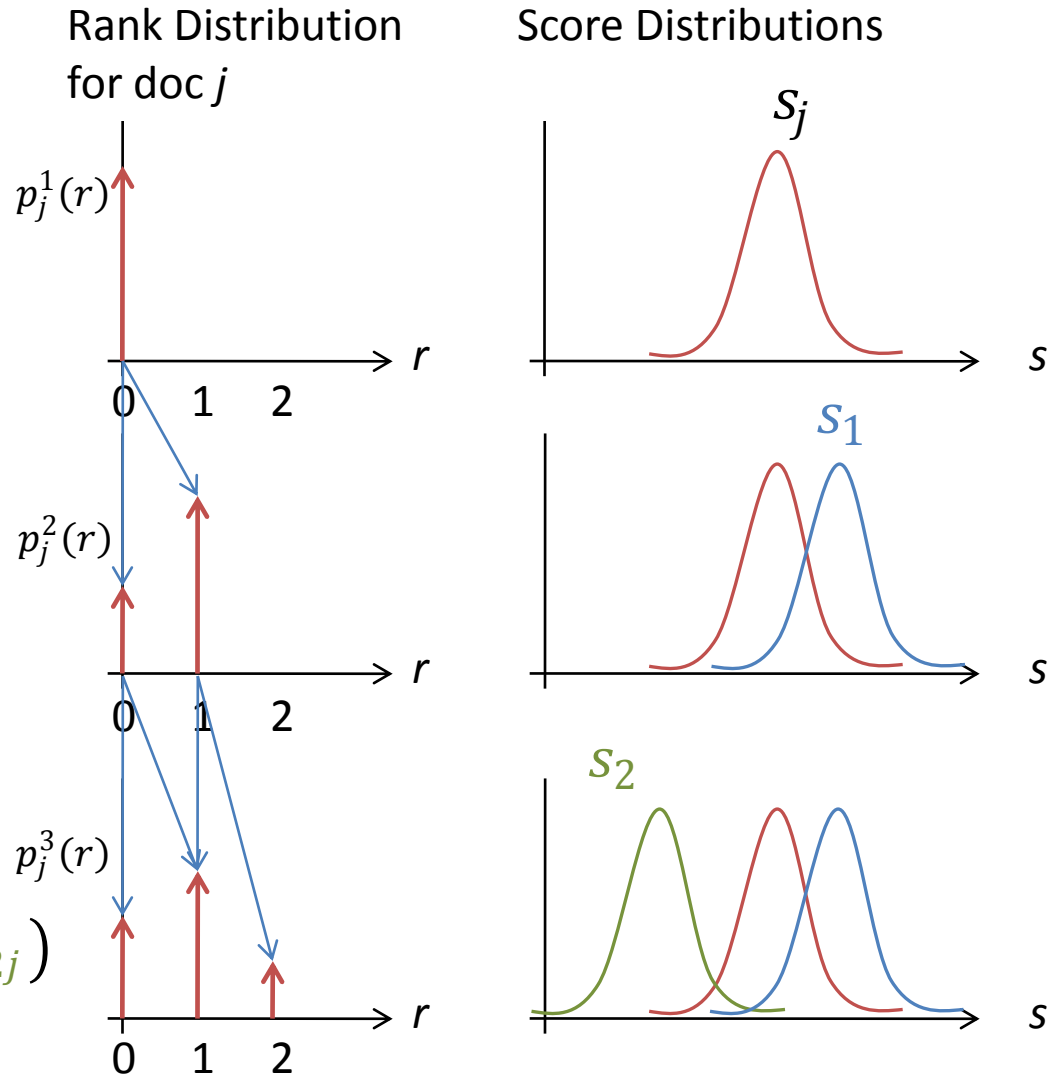 Rank Distribution
for doc j
Score Distributions
p_j^1(r)
r
0 1 2
s_j
s
p_j^2(r)
r
0 1 2
s_1
s
p_j^3(r)
j )
r
0 1 2
s_2
s